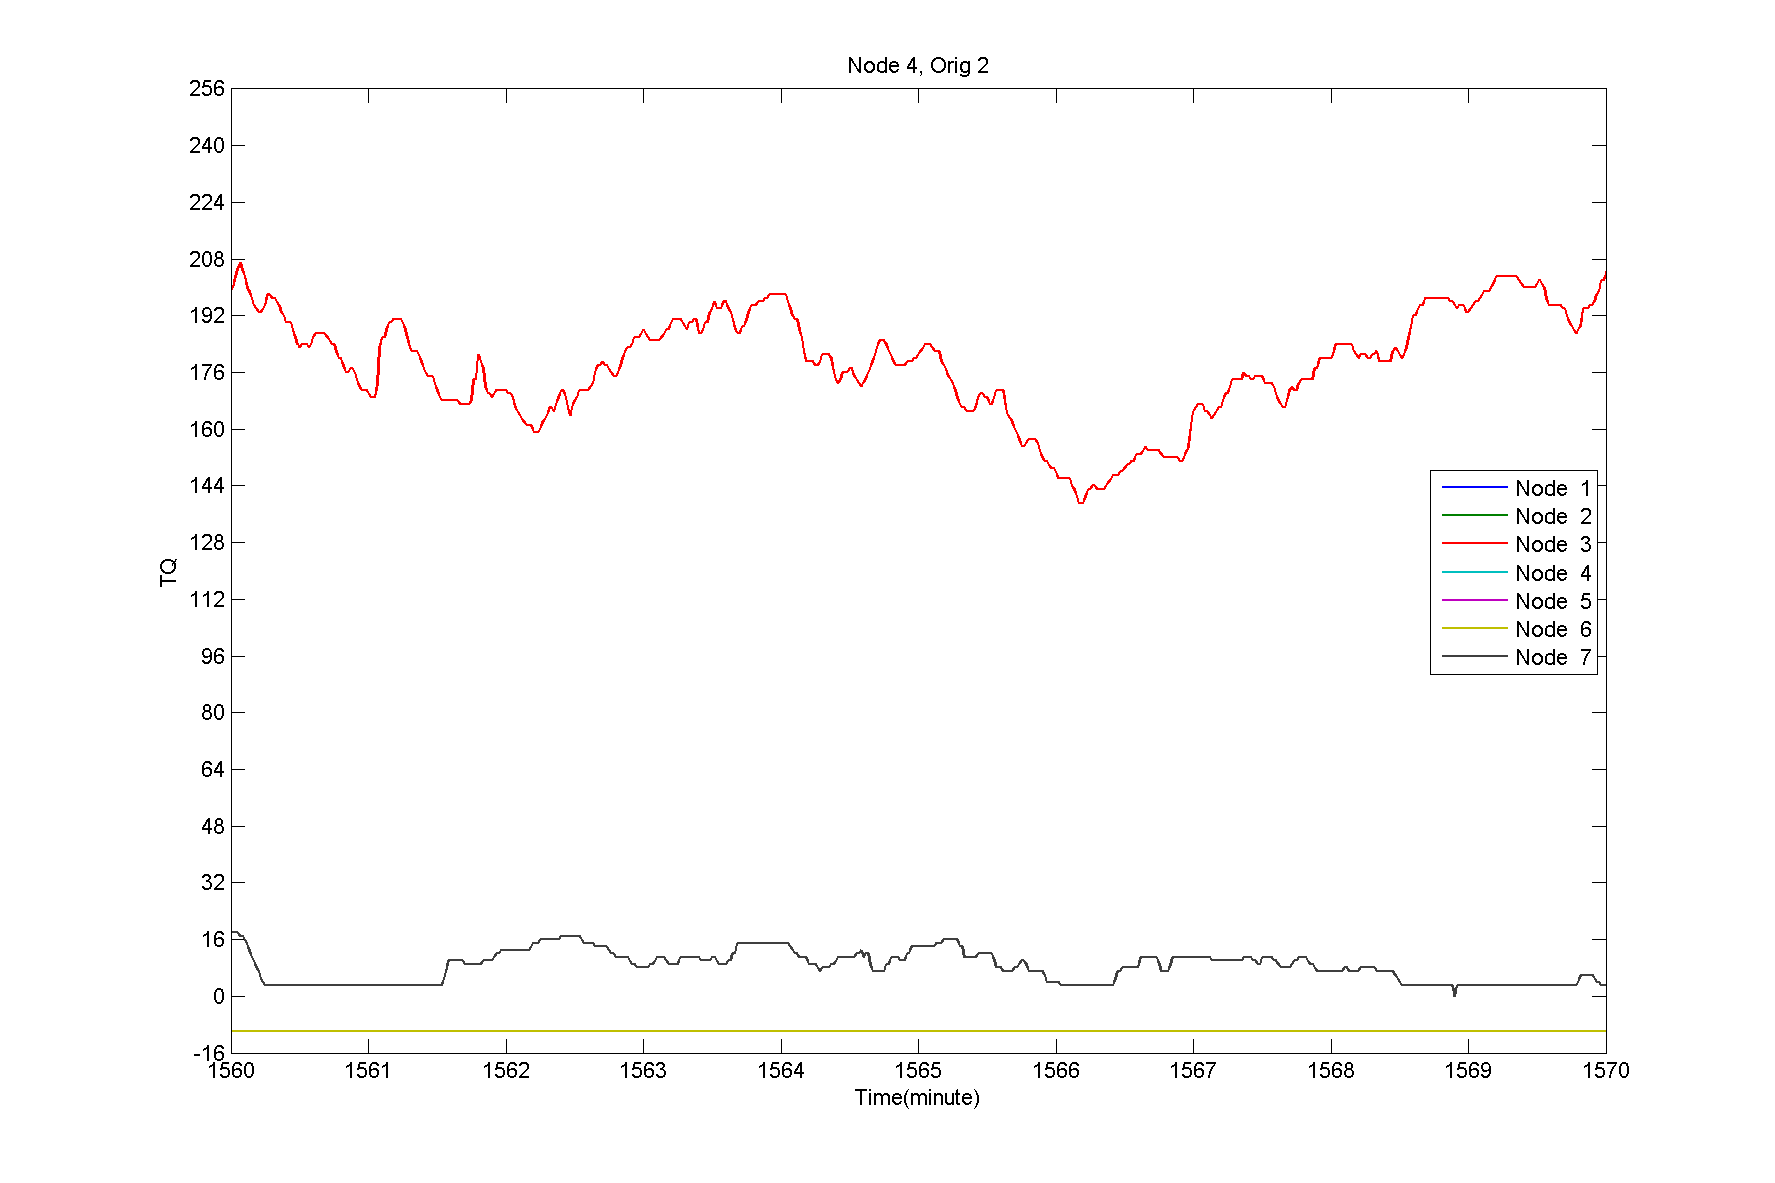 Node 4, Orig 2
256
240
224
208
192
176
160
144
128
112
96
80
64
48
32
16
0
-16
TQ
Node 1
Node 2
Node 3
Node 4
Node 5
Node 6
Node 7
1560 1561 1562 1563 1564 1565 1566 1567 1568 1569 1570
Time(minute)